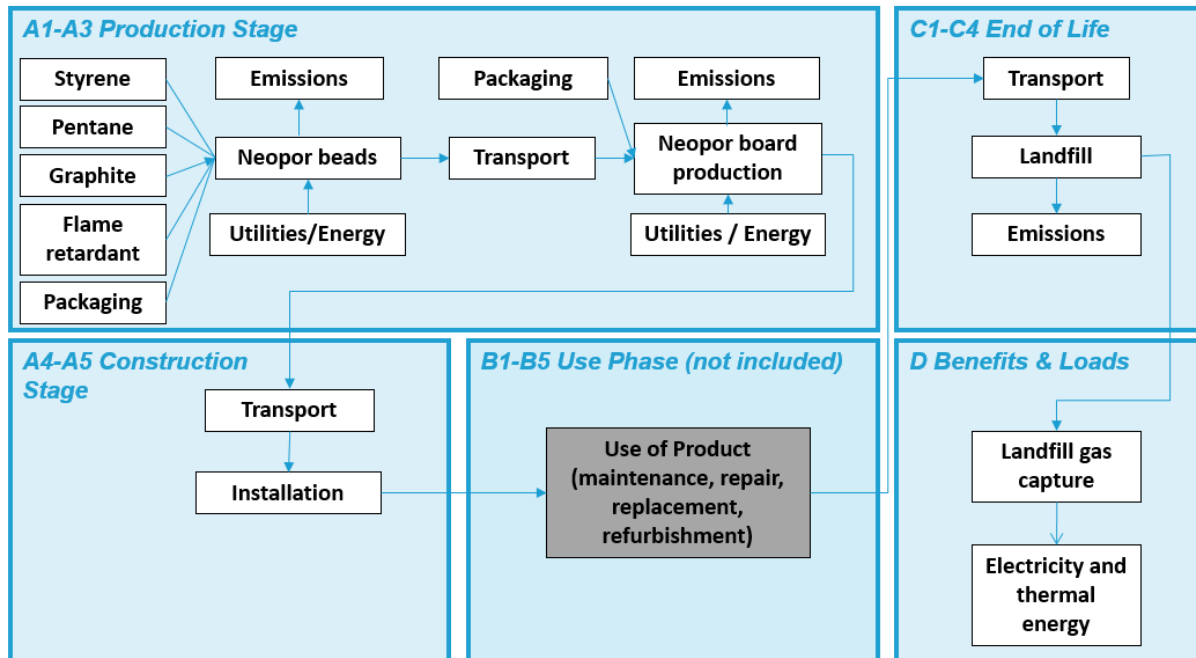 A1-A3 Production Stage
Styrene
Pentane
Graphite
Flame
retardant
Packaging
Emissions
Neopor beads
Utilities/Energy
Packaging
Transport
Emissions
Neopor board
production
Utilities / Energy
A4-A5 Construction
Stage
Transport
Installation
B1-B5 Use Phase (not included)
Use of Product
(maintenance, repair,
replacement,
refurbishment)
C1-C4 End of Life
Transport
Landfill
Emissions
D Benefits & Loads
Landfill gas
capture
Electricity and
thermal
energy